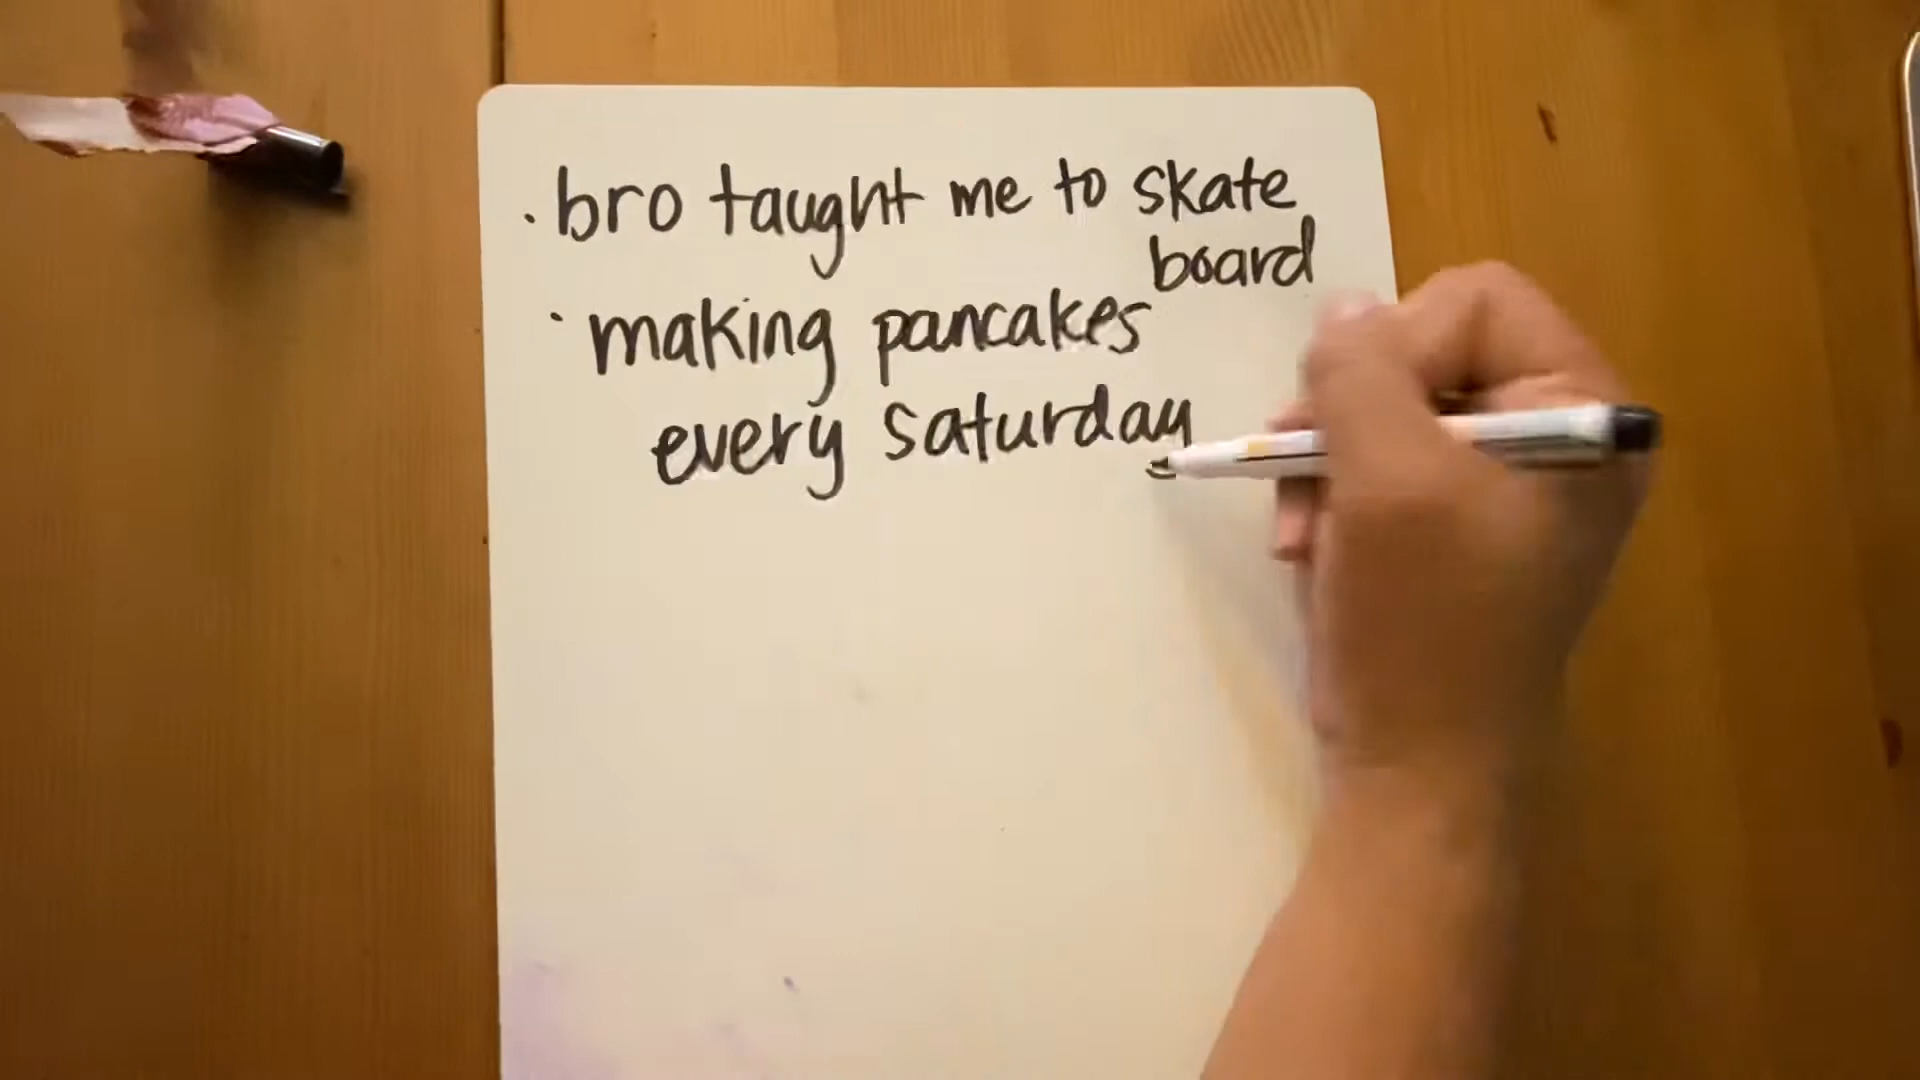 · bro taught me to skate
board
· making pancakes
every saturday